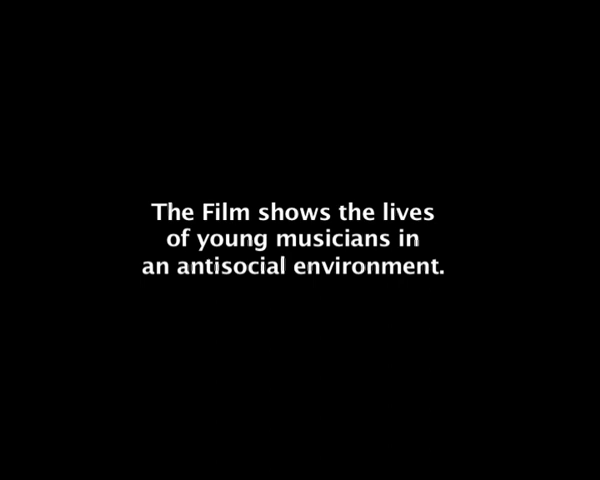 The Film shows the lives
of young musicians in
an antisocial environment.